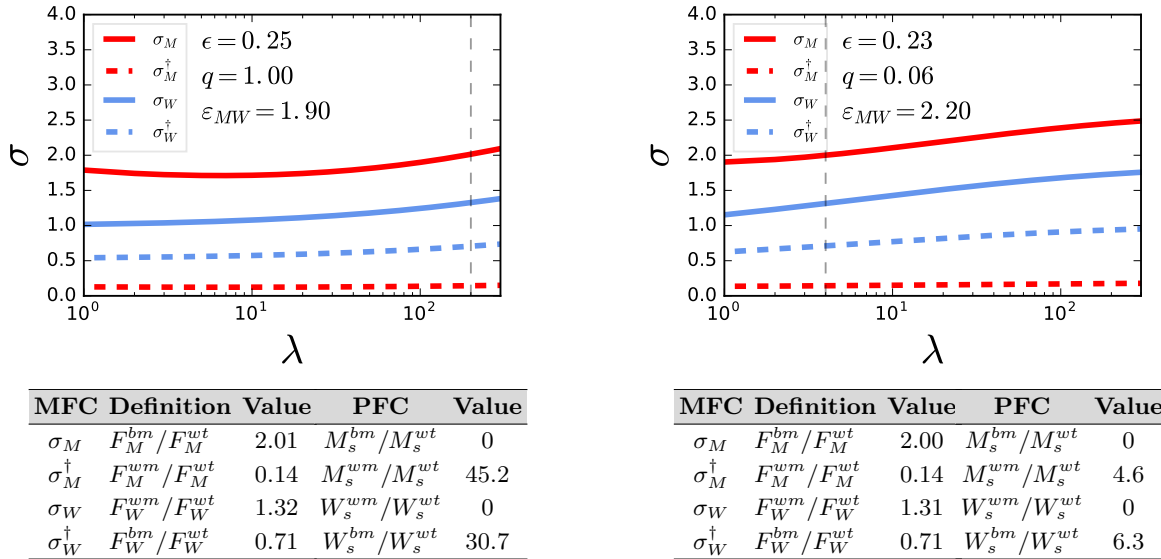 4.0
3.5
3.0
2.5
2.0
1.5
1.0
0.5
0.0
σ
σ_M
σ_M^†
σ_W
σ_W^†
ϵ = 0.25
q = 1.00
ε_{MW} = 1.90
10^0 10^1 10^2
λ
MFC Definition Value PFC Value
σ_M F_M^{bm}/F_M^{wt} 2.01 M_s^{bm}/M_s^{wt} 0
σ_M^† F_M^{wm}/F_M^{wt} 0.14 M_s^{wm}/M_s^{wt} 45.2
σ_W F_W^{wm}/F_W^{wt} 1.32 W_s^{wm}/W_s^{wt} 0
σ_W^† F_W^{bm}/F_W^{wt} 0.71 W_s^{bm}/W_s^{wt} 30.7
4.0
3.5
3.0
2.5
2.0
1.5
1.0
0.5
0.0
σ
σ_M
σ_M^†
σ_W
σ_W^†
ϵ = 0.23
q = 0.06
ε_{MW} = 2.20
10^0 10^1 10^2
λ
MFC Definition Value PFC Value
σ_M F_M^{bm}/F_M^{wt} 2.00 M_s^{bm}/M_s^{wt} 0
σ_M^† F_M^{wm}/F_M^{wt} 0.14 M_s^{wm}/M_s^{wt} 4.6
σ_W F_W^{wm}/F_W^{wt} 1.31 W_s^{wm}/W_s^{wt} 0
σ_W^† F_W^{bm}/F_W^{wt} 0.71 W_s^{bm}/W_s^{wt} 6.3